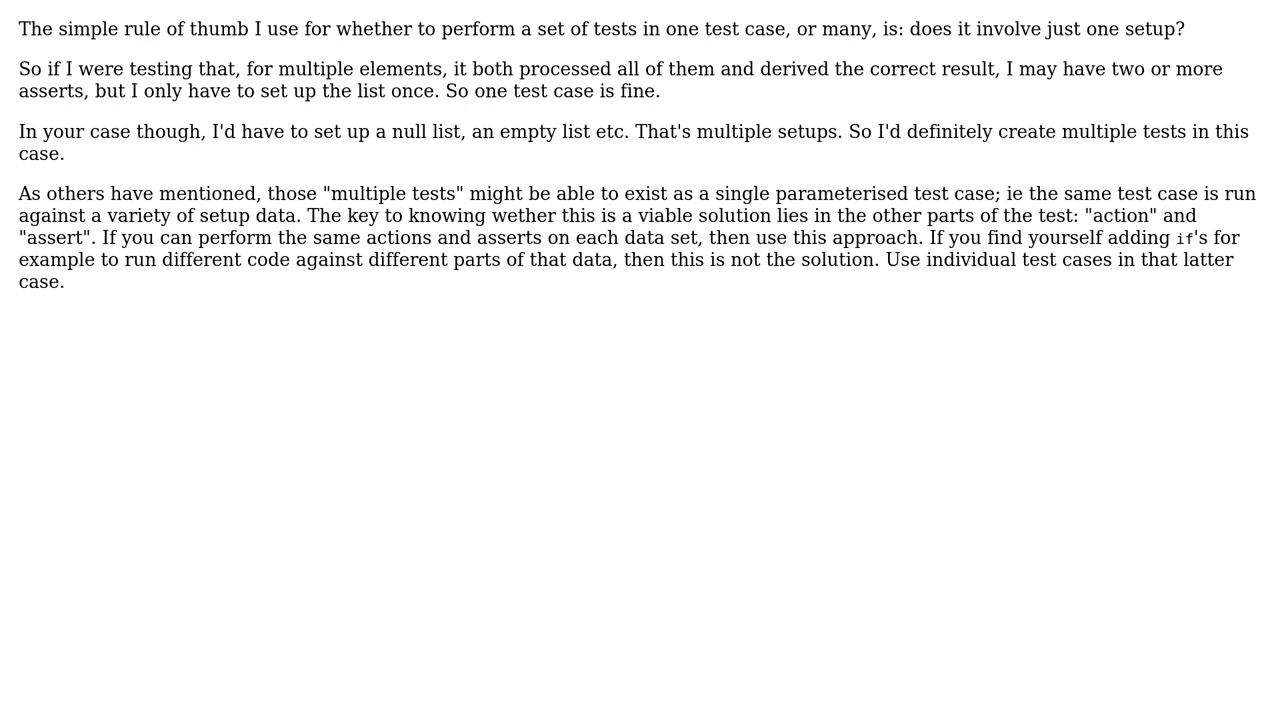 The simple rule of thumb I use for whether to perform a set of tests in one test case, or many, is: does it involve just one setup?
So if I were testing that, for multiple elements, it both processed all of them and derived the correct result, I may have two or more
asserts, but I only have to set up the list once. So one test case is fine.
In your case though, I'd have to set up a null list, an empty list etc. That's multiple setups. So I'd definitely create multiple tests in this
case.
As others have mentioned, those "multiple tests" might be able to exist as a single parameterised test case; ie the same test case is run
against a variety of setup data. The key to knowing wether this is a viable solution lies in the other parts of the test: "action" and
"assert". If you can perform the same actions and asserts on each data set, then use this approach. If you find yourself adding if's for
example to run different code against different parts of that data, then this is not the solution. Use individual test cases in that latter
case.